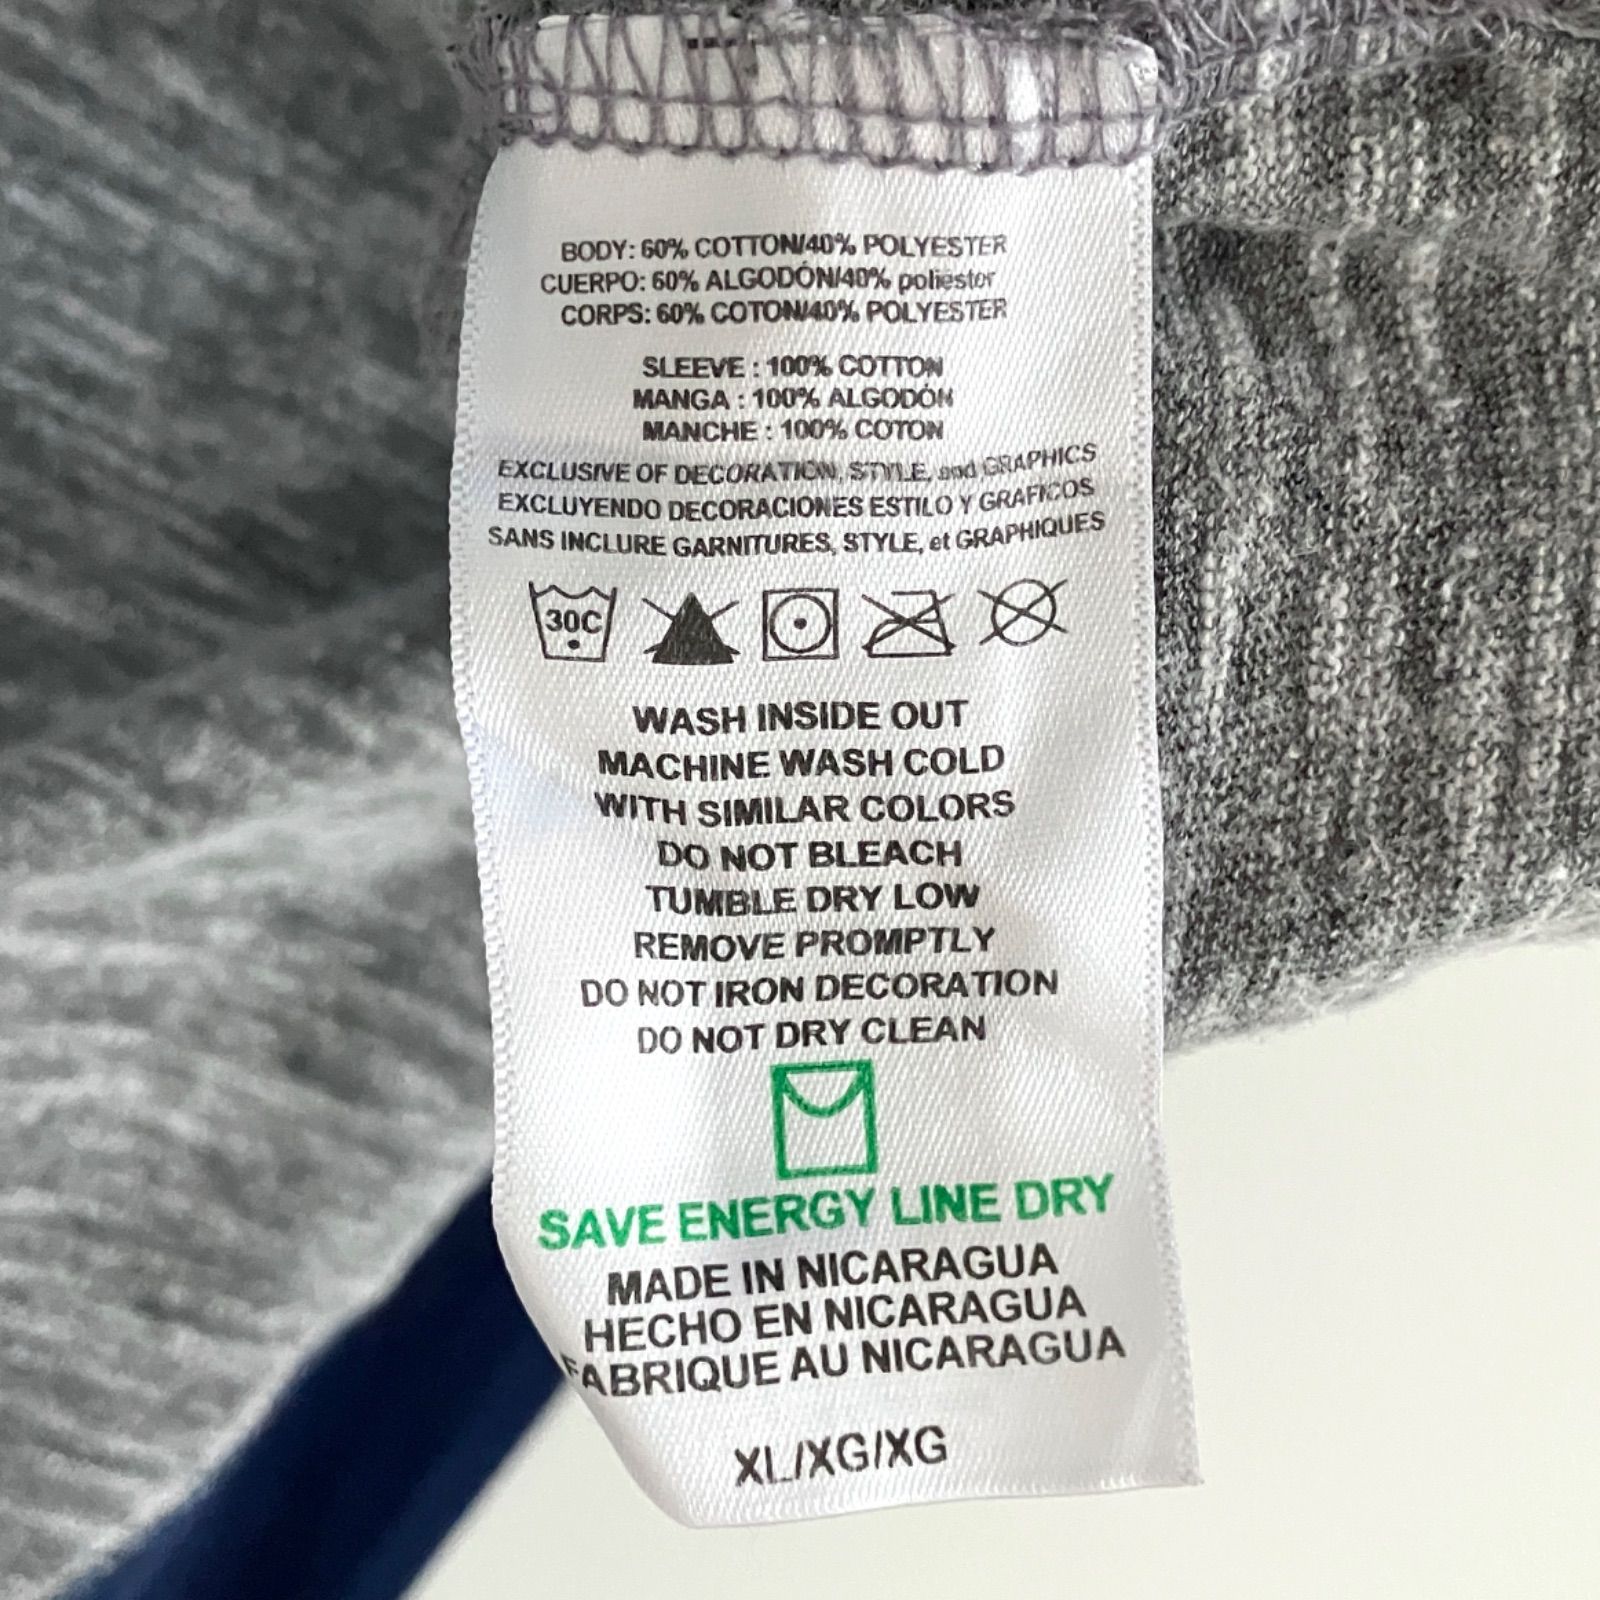 BODY: 60% COTTON/40% POLYESTER
CUERPO: 60% ALGODÓN/40% poliéster
CORPS: 60% COTON/40% POLYESTER
SLEEVE : 100% COTTON
MANGA : 100% ALGODÓN
MANCHE : 100% COTON
EXCLUSIVE OF DECORATION, STYLE, and GRAPHICS
EXCLUYENDO DECORACIONES ESTILO Y GRAFICOS
SANS INCLURE GARNITURES, STYLE, et GRAPHIQUES
30C
WASH INSIDE OUT
MACHINE WASH COLD
WITH SIMILAR COLORS
DO NOT BLEACH
TUMBLE DRY LOW
REMOVE PROMPTLY
DO NOT IRON DECORATION
DO NOT DRY CLEAN
SAVE ENERGY LINE DRY
MADE IN NICARAGUA
HECHO EN NICARAGUA
FABRIQUE AU NICARAGUA
XL/XG/XG